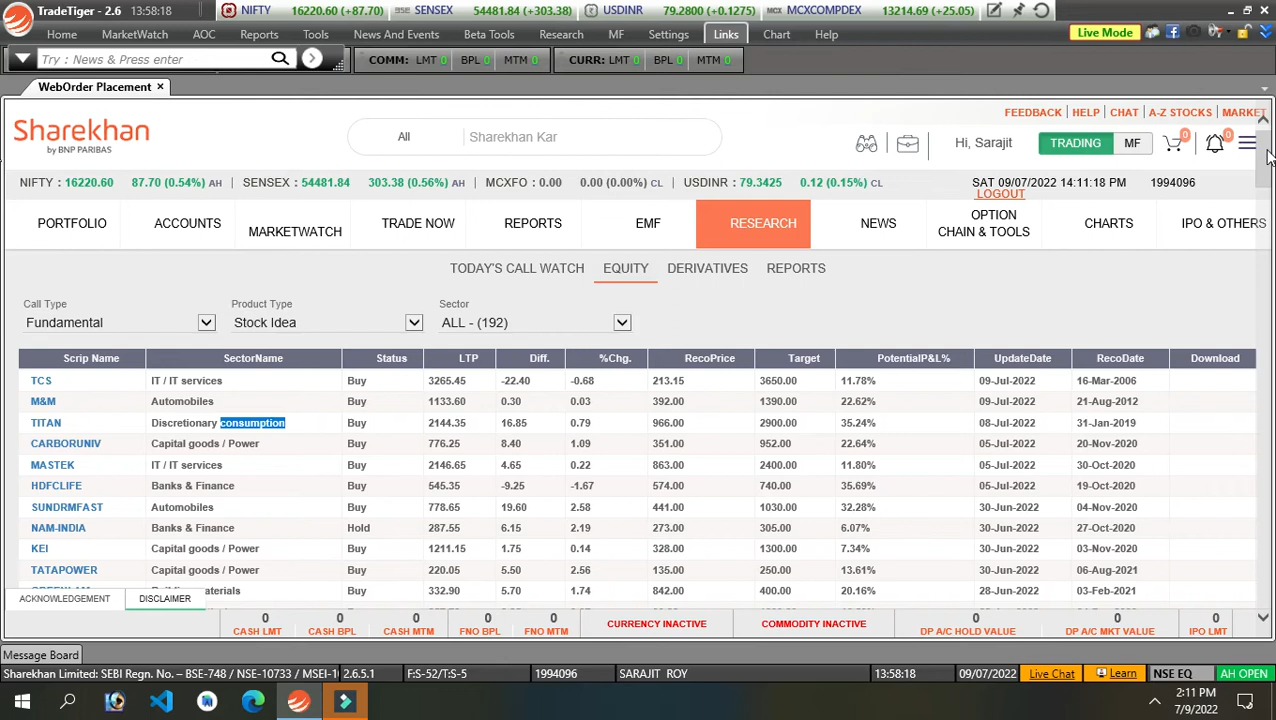 TradeTiger - 2.6 NIFTY 16220.60 (+87.70) SENSEX 54481.84 (+303.38) USDINR 79.2800 (+0.1275) MCXCOMPDEX 13214.69 (+25.05)
13:58:18
Home MarketWatch AOC Reports Tools News And Events Beta Tools Research MF Settings Links Chart Help Live Mode
Try : News & Press enter COMM: LMT 0 BPL 0 MTM 0 CURR: LMT 0 BPL 0 MTM 0
WebOrder Placement ×
FEEDBACK | HELP | CHAT | A-Z STOCKS | MARKET
Sharekhan
by BNP PARIBAS
All Sharekhan Kar
Hi, Sarajit TRADING MF 0 0
NIFTY : 16220.60 87.70 (0.54%) AH | SENSEX : 54481.84 303.38 (0.56%) AH | MCXFO : 0.00 0.00 (0.00%) CL | USDINR : 79.3425 0.12 (0.15%) CL SAT 09/07/2022 14:11:18 PM 1994096
LOGOUT
PORTFOLIO ACCOUNTS MARKETWATCH TRADE NOW REPORTS EMF RESEARCH NEWS OPTION CHAIN & TOOLS CHARTS IPO & OTHERS
TODAY'S CALL WATCH EQUITY DERIVATIVES REPORTS
Call Type Product Type Sector
Fundamental Stock Idea ALL - (192)
Scrip Name SectorName Status LTP Diff. %Chg. RecoPrice Target PotentialP&L% UpdateDate RecoDate Download
TCS IT / IT services Buy 3265.45 -22.40 -0.68 213.15 3650.00 11.78% 09-Jul-2022 16-Mar-2006
M&M Automobiles Buy 1133.60 0.30 0.03 392.00 1390.00 22.62% 09-Jul-2022 21-Aug-2012
TITAN Discretionary consumption Buy 2144.35 16.85 0.79 966.00 2900.00 35.24% 08-Jul-2022 31-Jan-2019
CARBORUNIV Capital goods / Power Buy 776.25 8.40 1.09 351.00 952.00 22.64% 05-Jul-2022 20-Nov-2020
MASTEK IT / IT services Buy 2146.65 4.65 0.22 863.00 2400.00 11.80% 05-Jul-2022 30-Oct-2020
HDFCLIFE Banks & Finance Buy 545.35 -9.25 -1.67 574.00 740.00 35.69% 05-Jul-2022 19-Oct-2020
SUNDRMFAST Automobiles Buy 778.65 19.60 2.58 441.00 1030.00 32.28% 30-Jun-2022 04-Nov-2020
NAM-INDIA Banks & Finance Hold 287.55 6.15 2.19 273.00 305.00 6.07% 30-Jun-2022 27-Oct-2020
KEI Capital goods / Power Buy 1211.15 1.75 0.14 328.00 1300.00 7.34% 30-Jun-2022 03-Nov-2020
TATAPOWER Capital goods / Power Buy 220.05 5.50 2.56 135.00 250.00 13.61% 30-Jun-2022 06-Aug-2021
Buy 332.90 5.70 1.74 842.00 400.00 20.16% 28-Jun-2022 03-Feb-2021
ACKNOWLEDGEMENT DISCLAIMER
0 0 0 0 0 0 0 0
CASH LMT CASH BPL CASH MTM FNO BPL FNO MTM CURRENCY INACTIVE COMMODITY INACTIVE DP A/C HOLD VALUE DP A/C MKT VALUE IPO LMT
Message Board
Sharekhan Limited: SEBI Regn. No. – BSE-748 / NSE-10733 / MSEI-1 2.6.5.1 F:S-52/T:S-5 1994096 SARAJIT ROY 13:58:18 09/07/2022 Live Chat Learn NSE EQ AH OPEN
2:11 PM
7/9/2022